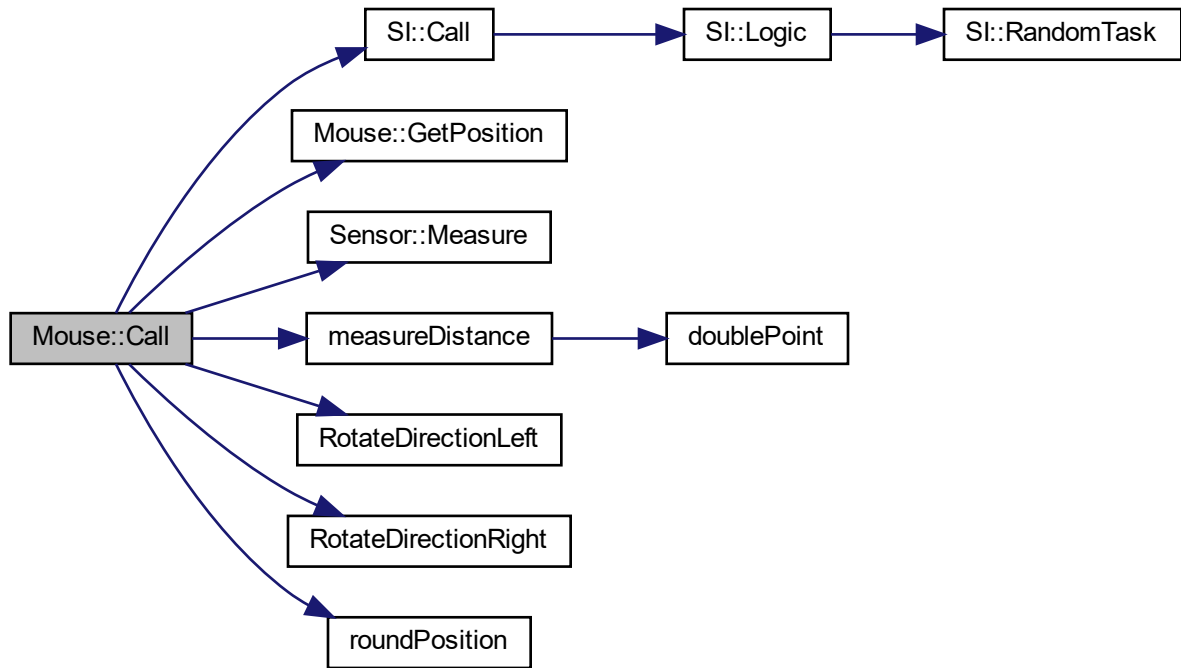 SI::Call
SI::Logic
SI::RandomTask
Mouse::GetPosition
Sensor::Measure
Mouse::Call
measureDistance
doublePoint
RotateDirectionLeft
RotateDirectionRight
roundPosition